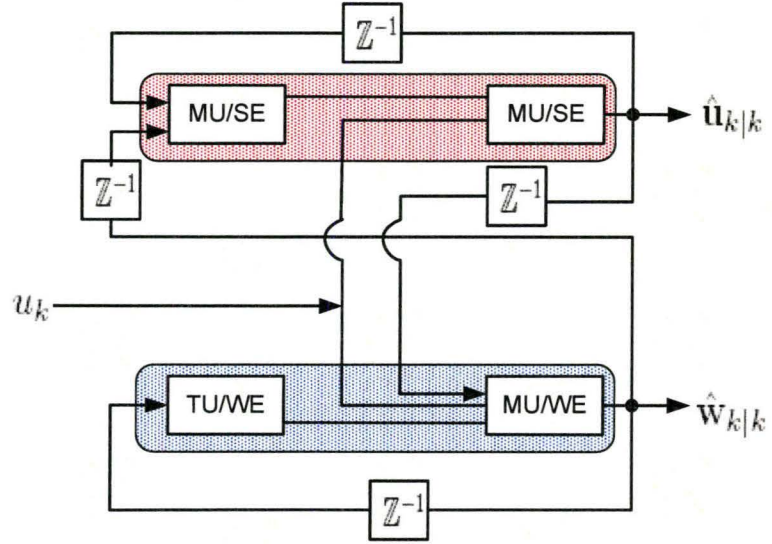 ℤ⁻¹
MU/SE MU/SE
û_{k|k}
ℤ⁻¹ ℤ⁻¹
u_k
TU/WE MU/WE
ŵ_{k|k}
ℤ⁻¹